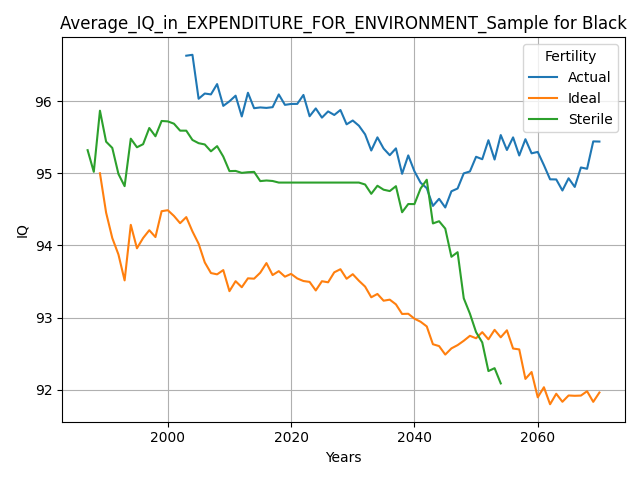 Average_IQ_in_EXPENDITURE_FOR_ENVIRONMENT_Sample for Black
Fertility
Actual
Ideal
Sterile
IQ
96
95
94
93
92
2000 2020 2040 2060
Years